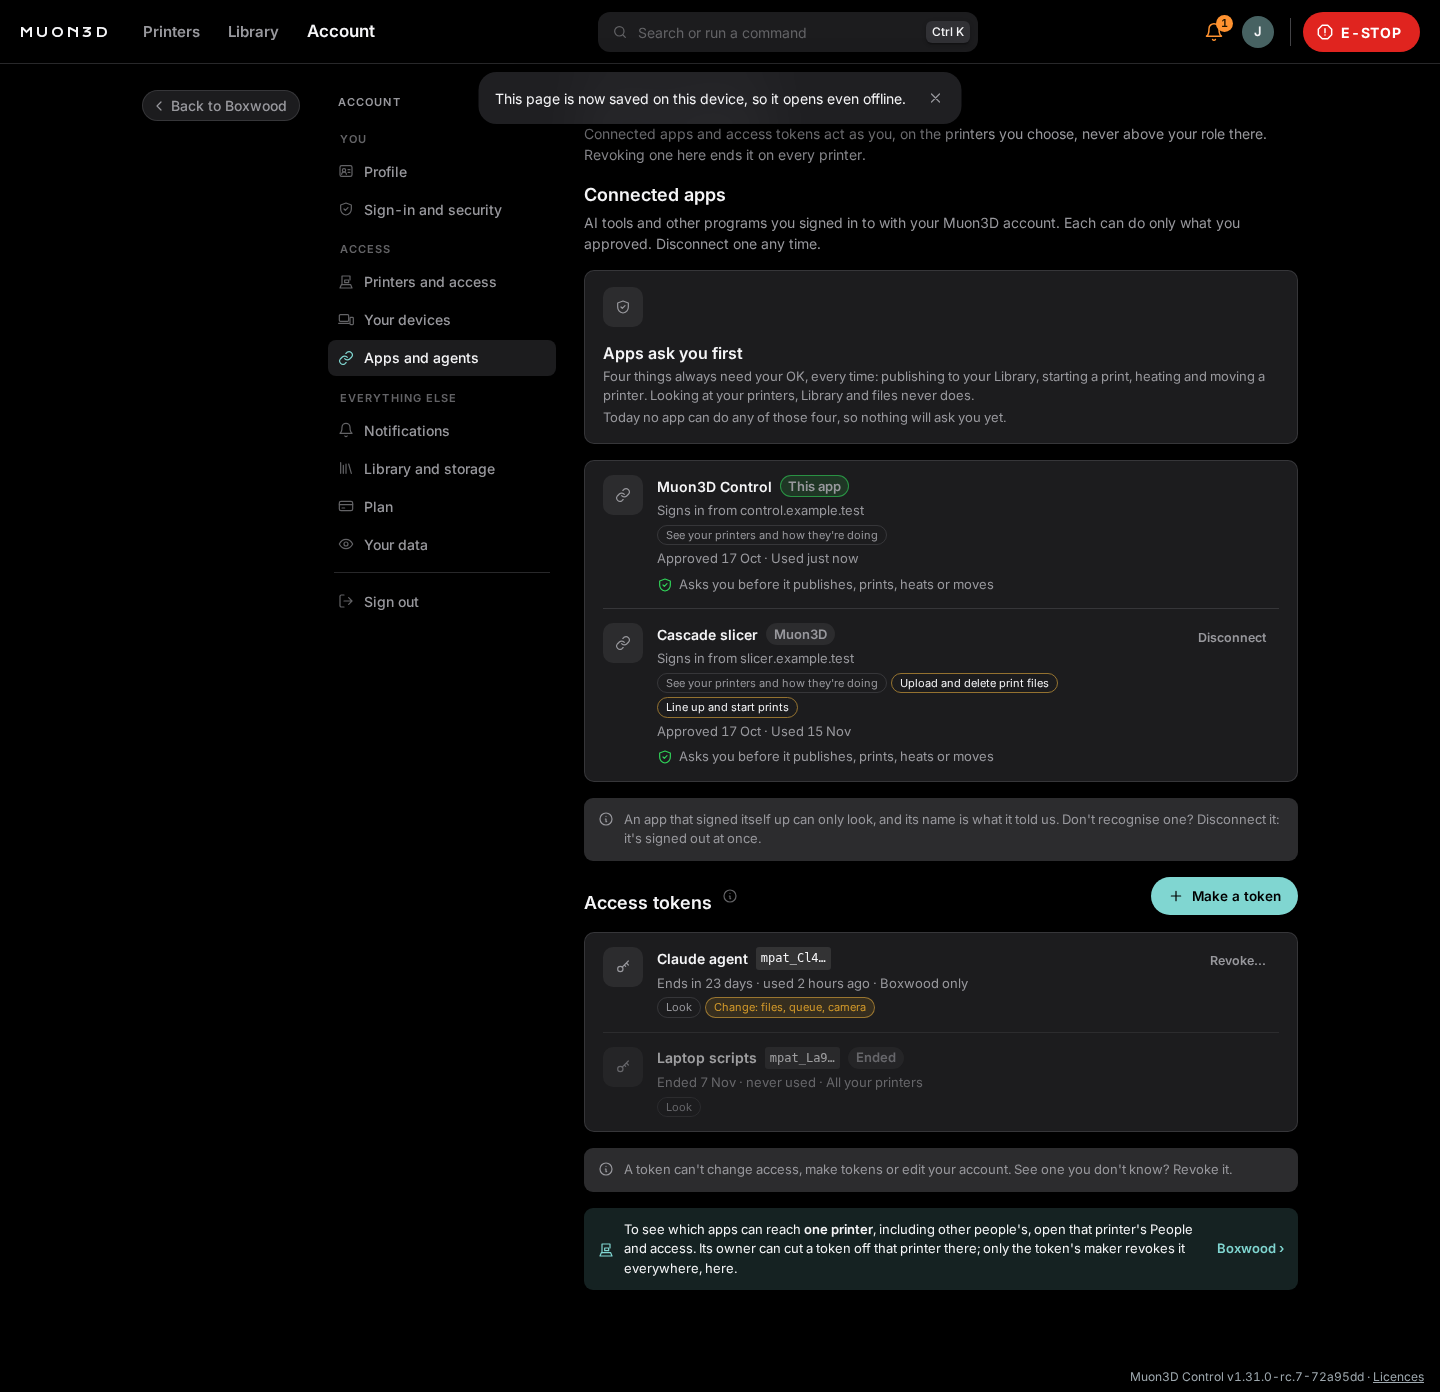 MUON3D
Printers
Library
Account
Search or run a command
Ctrl K
1
J
E-STOP
Back to Boxwood
This page is now saved on this device, so it opens even offline.
ACCOUNT
YOU
Profile
Sign-in and security
ACCESS
Printers and access
Your devices
Apps and agents
EVERYTHING ELSE
Notifications
Library and storage
Plan
Your data
Sign out
Connected apps and access tokens act as you, on the printers you choose, never above your role there.
Revoking one here ends it on every printer.
Connected apps
AI tools and other programs you signed in to with your Muon3D account. Each can do only what you
approved. Disconnect one any time.
Apps ask you first
Four things always need your OK, every time: publishing to your Library, starting a print, heating and moving a
printer. Looking at your printers, Library and files never does.
Today no app can do any of those four, so nothing will ask you yet.
Muon3D Control
This app
Signs in from control.example.test
See your printers and how they're doing
Approved 17 Oct · Used just now
Asks you before it publishes, prints, heats or moves
Cascade slicer
Muon3D
Disconnect
Signs in from slicer.example.test
See your printers and how they're doing
Upload and delete print files
Line up and start prints
Approved 17 Oct · Used 15 Nov
Asks you before it publishes, prints, heats or moves
An app that signed itself up can only look, and its name is what it told us. Don't recognise one? Disconnect it:
it's signed out at once.
Access tokens
Make a token
Claude agent
mpat_Cl4…
Revoke…
Ends in 23 days · used 2 hours ago · Boxwood only
Look
Change: files, queue, camera
Laptop scripts
mpat_La9…
Ended
Ended 7 Nov · never used · All your printers
Look
A token can't change access, make tokens or edit your account. See one you don't know? Revoke it.
To see which apps can reach one printer, including other people's, open that printer's People
and access. Its owner can cut a token off that printer there; only the token's maker revokes it
everywhere, here.
Boxwood ›
Muon3D Control v1.31.0-rc.7-72a95dd · Licences